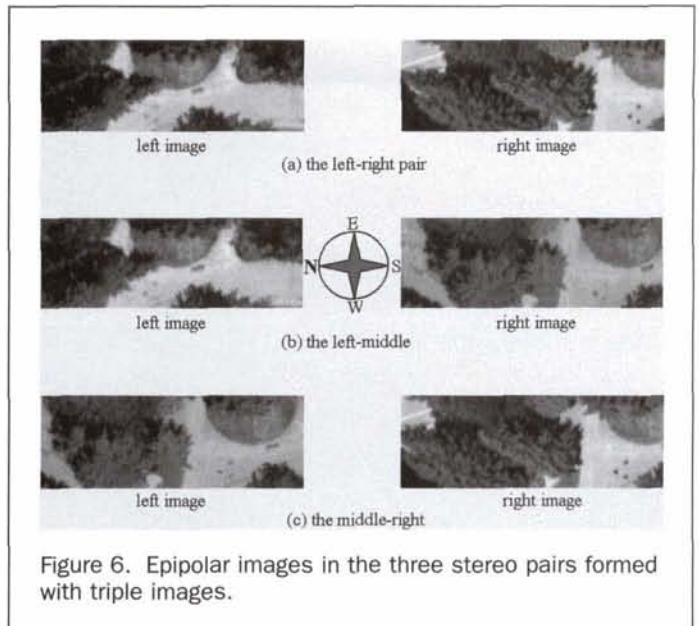 left image right image
(a) the left-right pair
E
N S
W
left image right image
(b) the left-middle
left image right image
(c) the middle-right
Figure 6. Epipolar images in the three stereo pairs formed
with triple images.